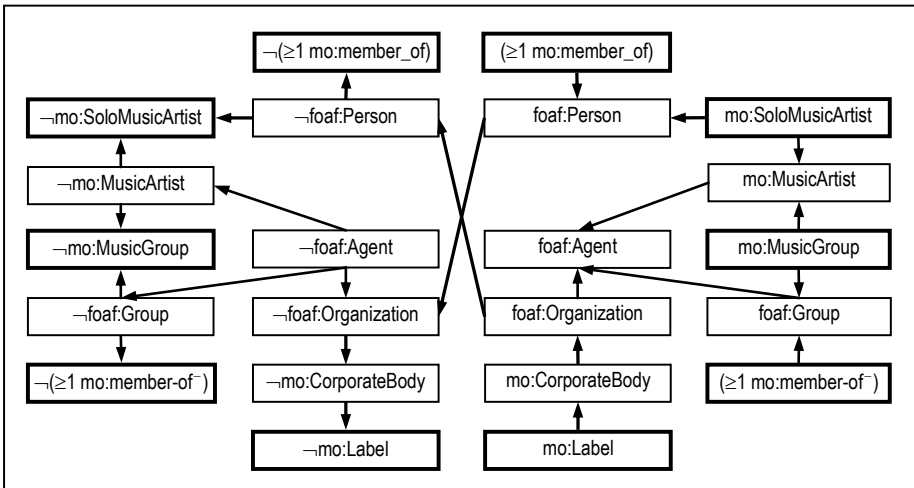 ¬(≥1 mo:member_of)
(≥1 mo:member_of)
¬mo:SoloMusicArtist
¬foaf:Person
foaf:Person
mo:SoloMusicArtist
¬mo:MusicArtist
mo:MusicArtist
¬mo:MusicGroup
¬foaf:Agent
foaf:Agent
mo:MusicGroup
¬foaf:Group
¬foaf:Organization
foaf:Organization
foaf:Group
¬(≥1 mo:member-of⁻)
¬mo:CorporateBody
mo:CorporateBody
(≥1 mo:member-of⁻)
¬mo:Label
mo:Label